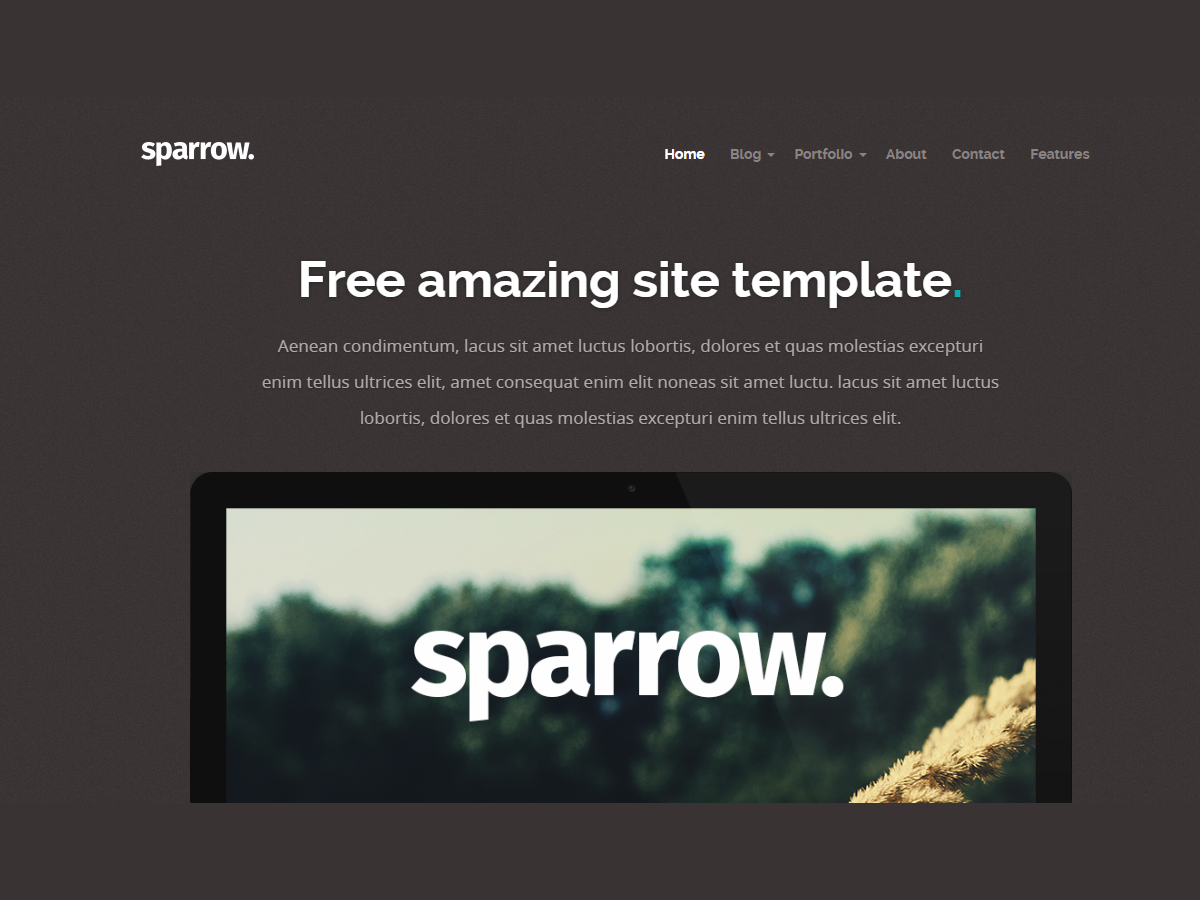 sparrow.
Home Blog Portfolio About Contact Features
Free amazing site template.
Aenean condimentum, lacus sit amet luctus lobortis, dolores et quas molestias excepturi
enim tellus ultrices elit, amet consequat enim elit noneas sit amet luctu. lacus sit amet luctus
lobortis, dolores et quas molestias excepturi enim tellus ultrices elit.
sparrow.